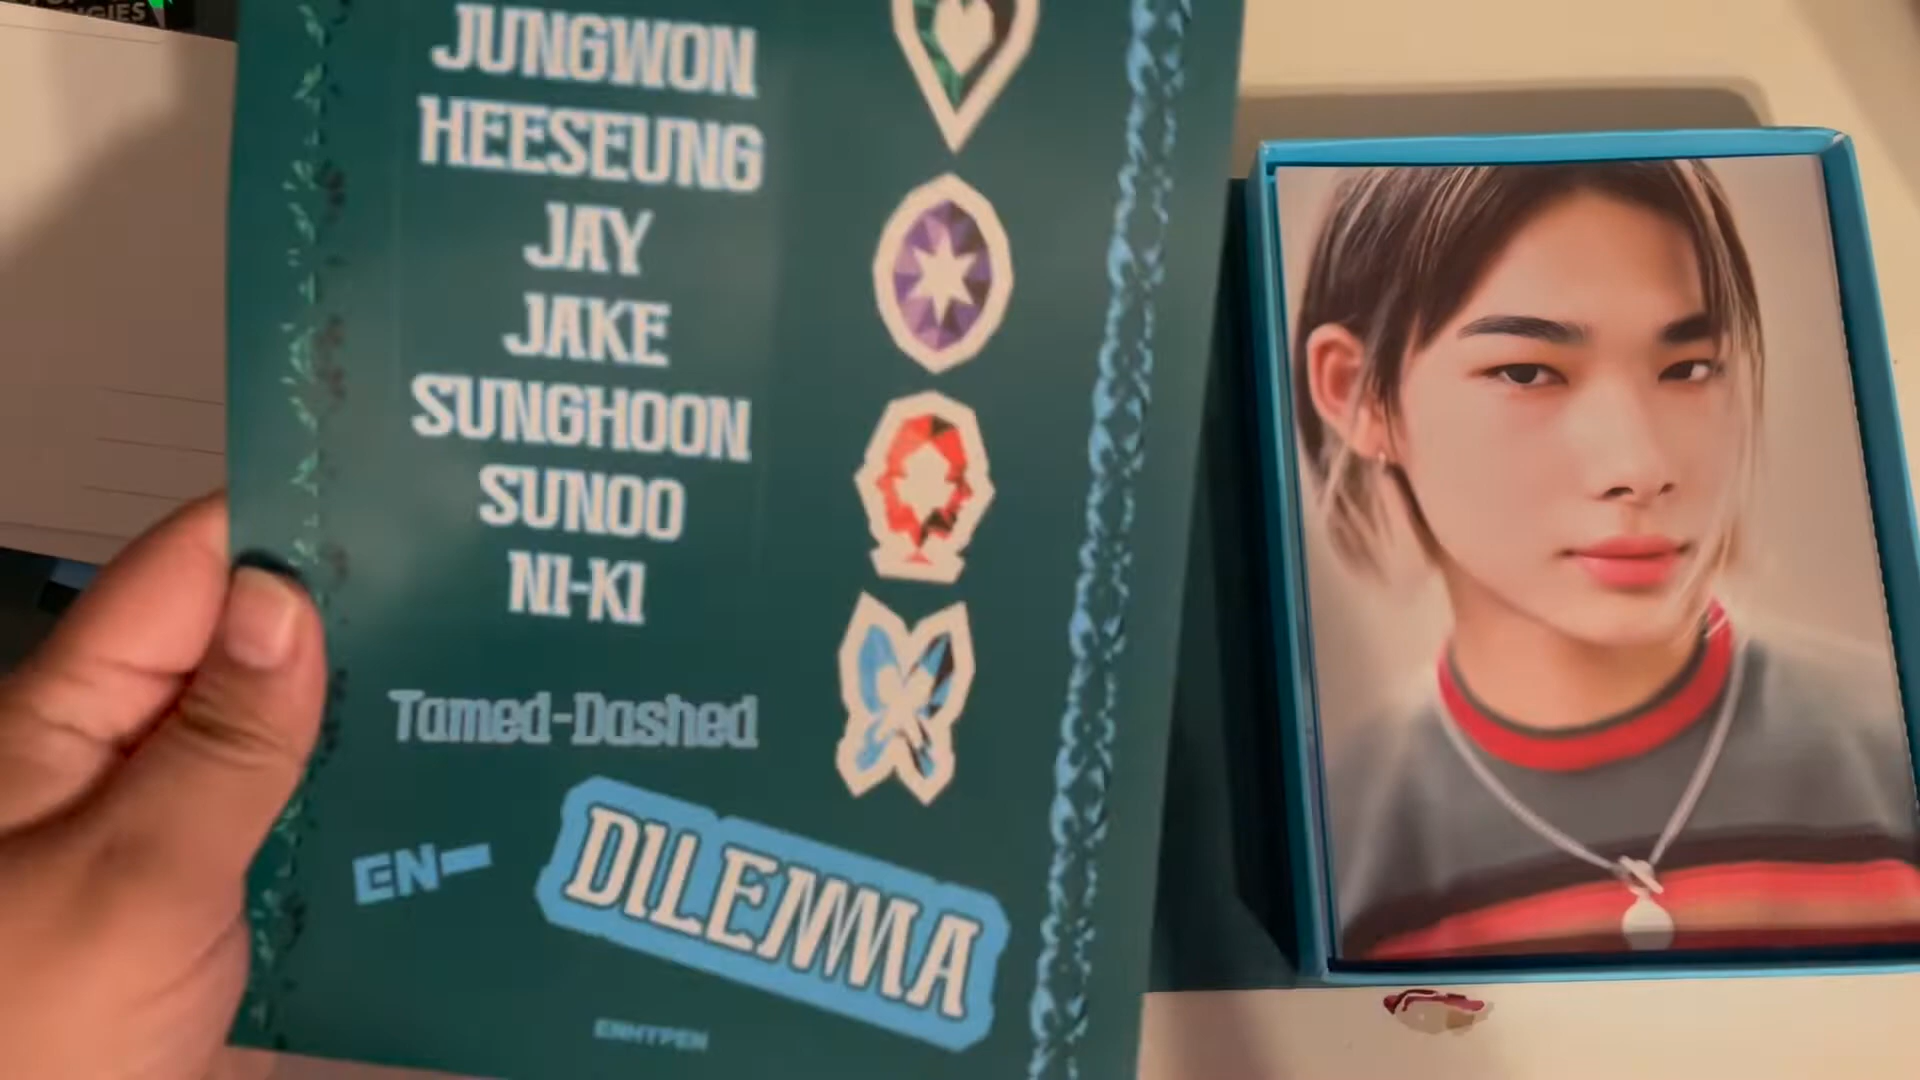 JUNGWON
HEESEUNG
JAY
JAKE
SUNGHOON
SUNOO
NI-KI
Tamed-Dashed
EN-
DILEMMA
ENHYPEN